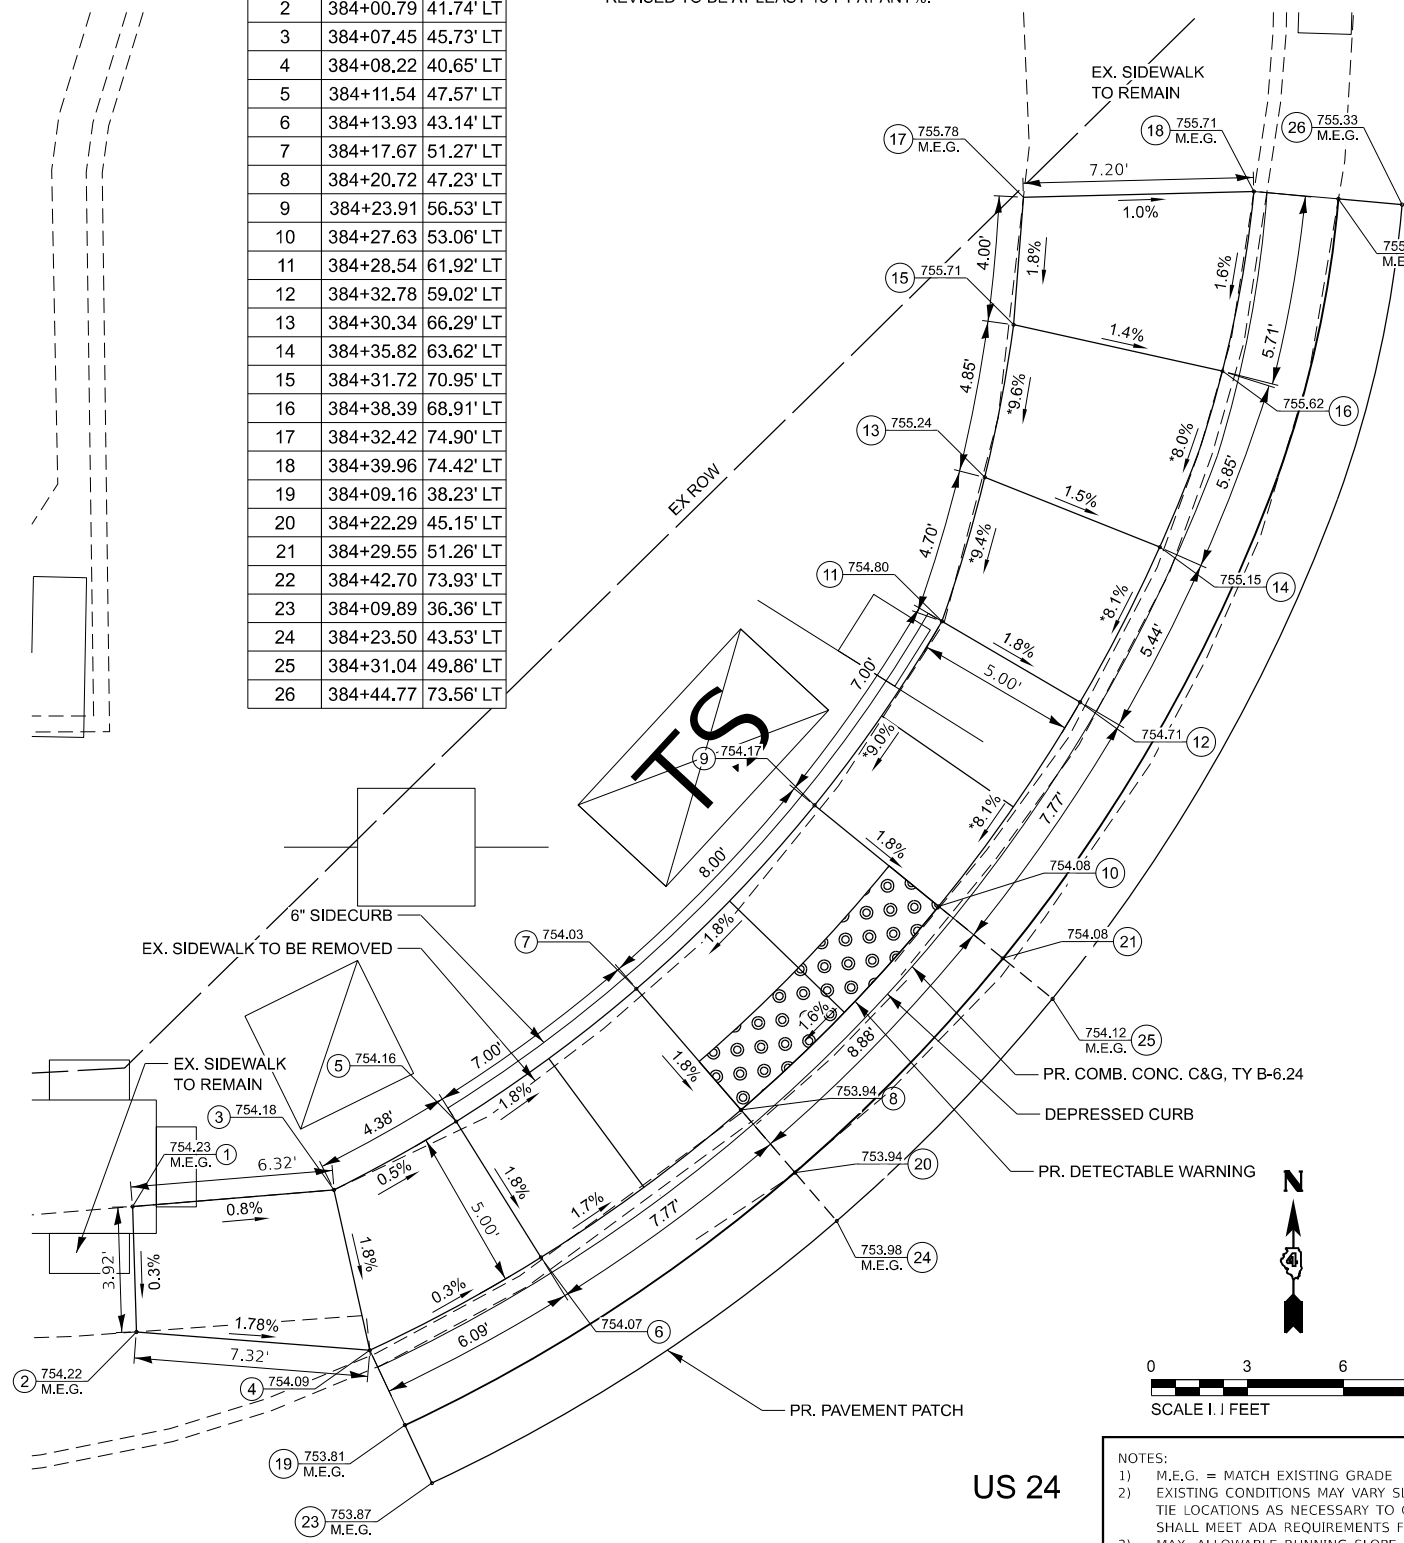 2 384+00.79 41.74' LT
3 384+07.45 45.73' LT
4 384+08.22 40.65' LT
5 384+11.54 47.57' LT
6 384+13.93 43.14' LT
7 384+17.67 51.27' LT
8 384+20.72 47.23' LT
9 384+23.91 56.53' LT
10 384+27.63 53.06' LT
11 384+28.54 61.92' LT
12 384+32.78 59.02' LT
13 384+30.34 66.29' LT
14 384+35.82 63.62' LT
15 384+31.72 70.95' LT
16 384+38.39 68.91' LT
17 384+32.42 74.90' LT
18 384+39.96 74.42' LT
19 384+09.16 38.23' LT
20 384+22.29 45.15' LT
21 384+29.55 51.26' LT
22 384+42.70 73.93' LT
23 384+09.89 36.36' LT
24 384+23.50 43.53' LT
25 384+31.04 49.86' LT
26 384+44.77 73.56' LT
EX. SIDEWALK
TO REMAIN
17 755.78
M.E.G.
18 755.71
M.E.G.
26 755.33
M.E.G.
7.20'
1.0%
4.00'
1.8%
1.6%
15 755.71
1.4%
5.71'
4.85'
*9.6%
755.62 16
13 755.24
*8.0%
5.85'
EX ROW
1.5%
4.70'
*9.4%
11 754.80
755.15 14
*8.1%
5.44'
1.8%
5.00'
7.00'
TS
9 754.17
*9.0%
754.71 12
*8.1%
7.77'
1.8%
8.00'
754.08 10
6" SIDECURB
7 754.03
1.8%
754.08 21
EX. SIDEWALK TO BE REMOVED
1.6%
8.88'
754.12
M.E.G. 25
7.00'
1.8%
EX. SIDEWALK
TO REMAIN
5 754.16
1.8%
PR. COMB. CONC. C&G, TY B-6.24
753.94 8
DEPRESSED CURB
3 754.18
4.38'
754.23
M.E.G. 1
6.32'
753.94 20
PR. DETECTABLE WARNING
0.5%
1.8%
0.8%
5.00'
1.7%
7.77'
N
3.92'
0.3%
1.8%
753.98
M.E.G. 24
4
0.3%
1.78%
6.09'
754.07 6
7.32'
2 754.22
M.E.G.
4 754.09
0 3 6
SCALE FEET
PR. PAVEMENT PATCH
19 753.81
M.E.G.
US 24
23 753.87
M.E.G.
NOTES:
1) M.E.G. = MATCH EXISTING GRADE
2) EXISTING CONDITIONS MAY VARY
TIE LOCATIONS AS NECESSARY TO
SHALL MEET ADA REQUIREMENTS